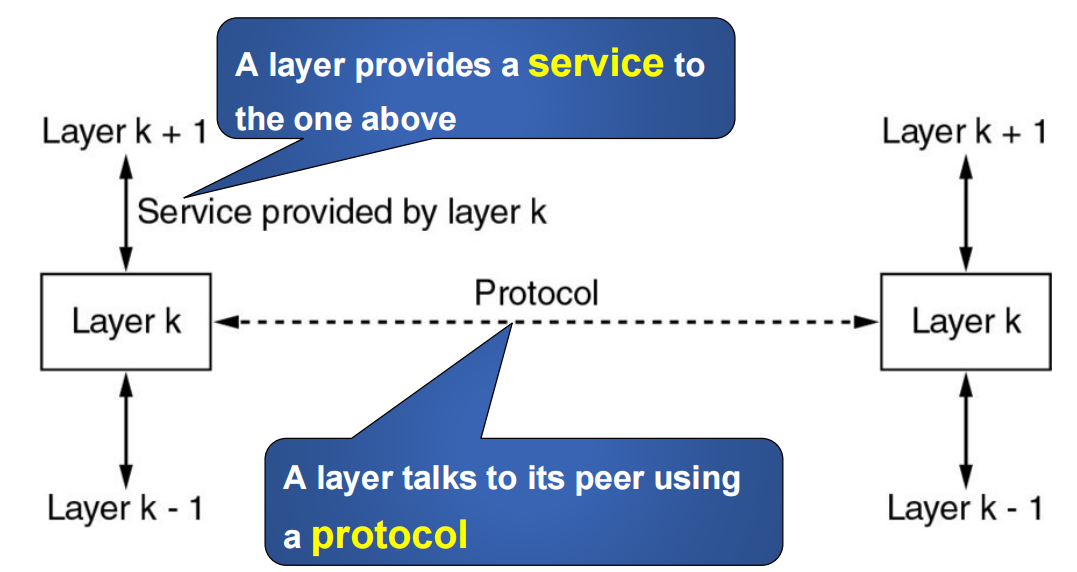 A layer provides a service to
the one above
Layer k + 1
Layer k + 1
Service provided by layer k
Protocol
Layer k
Layer k
A layer talks to its peer using
a protocol
Layer k - 1
Layer k - 1